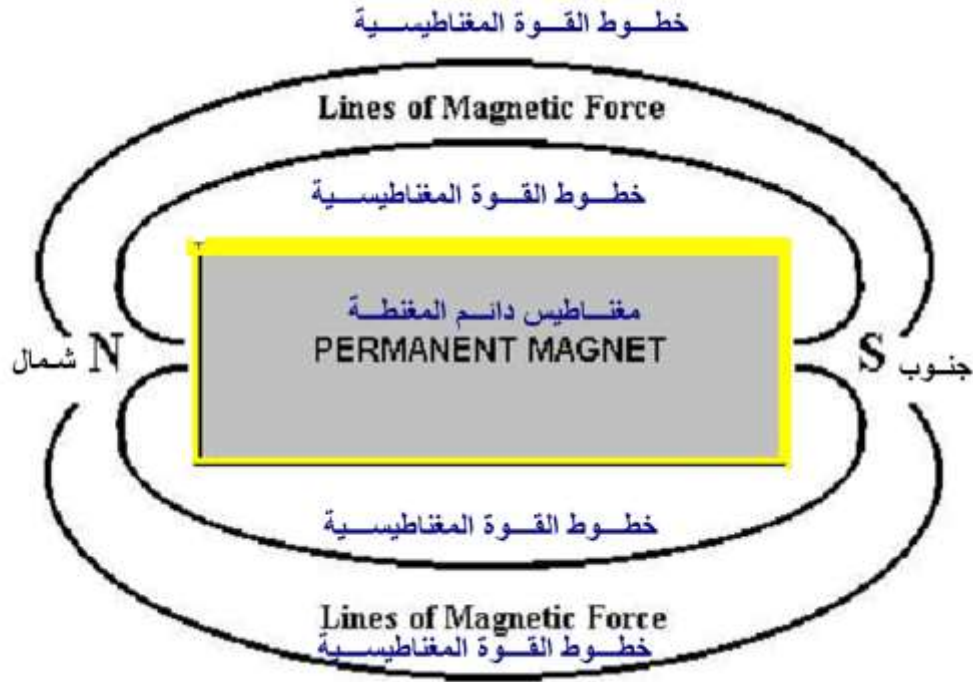 خطوط القوة المغناطيسية
Lines of Magnetic Force
خطوط القوة المغناطيسية
مغناطيس دائم المغنطة
PERMANENT MAGNET
شمال N
S جنوب
خطوط القوة المغناطيسية
Lines of Magnetic Force
خطوط القوة المغناطيسية